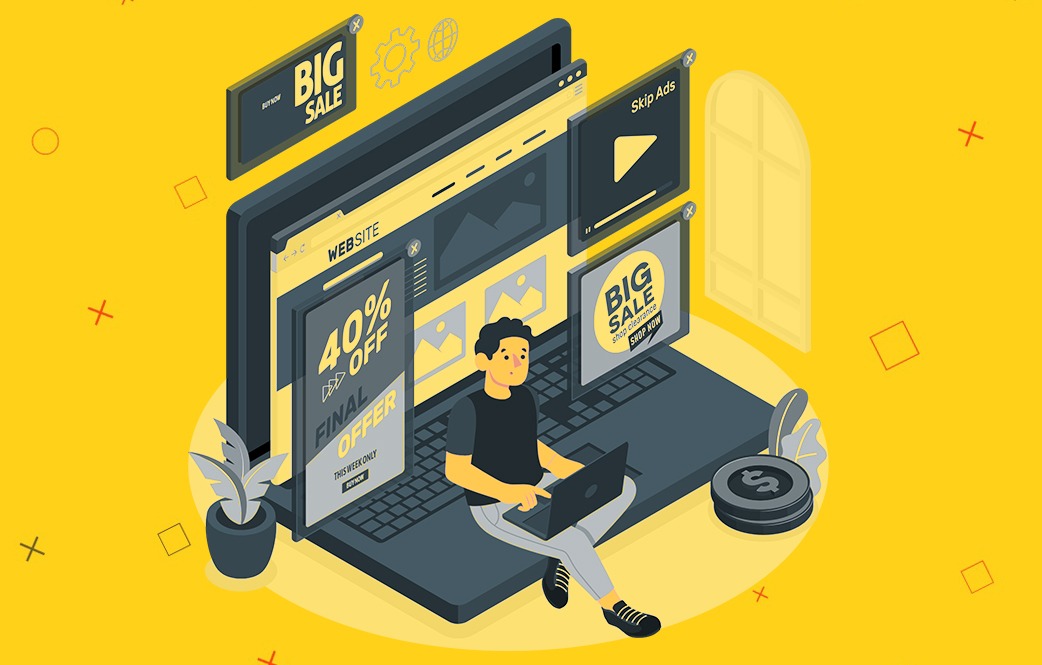 BIG
SALE
BUY NOW
Skip Ads
WEBSITE
BIG
SALE
shop clearance
SHOP NOW
40%
OFF
FINAL
OFFER
THIS WEEK ONLY
BUY NOW
$